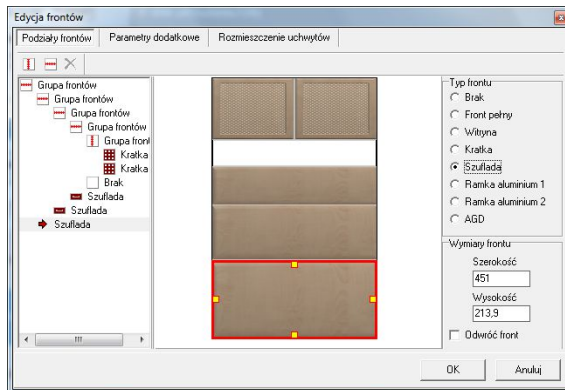 Edycja frontów
Podziały frontów
Parametry dodatkowe
Rozmieszczenie uchwytów
Grupa frontów
Grupa frontów
Grupa frontów
Grupa frontów
Grupa front
Kratka
Kratka
Brak
Szuflada
Szuflada
Szuflada
Typ frontu
Brak
Front pełny
Witryna
Kratka
Szuflada
Ramka aluminium 1
Ramka aluminium 2
AGD
Wymiary frontu
Szerokość
451
Wysokość
213,9
Odwróć front
OK
Anuluj